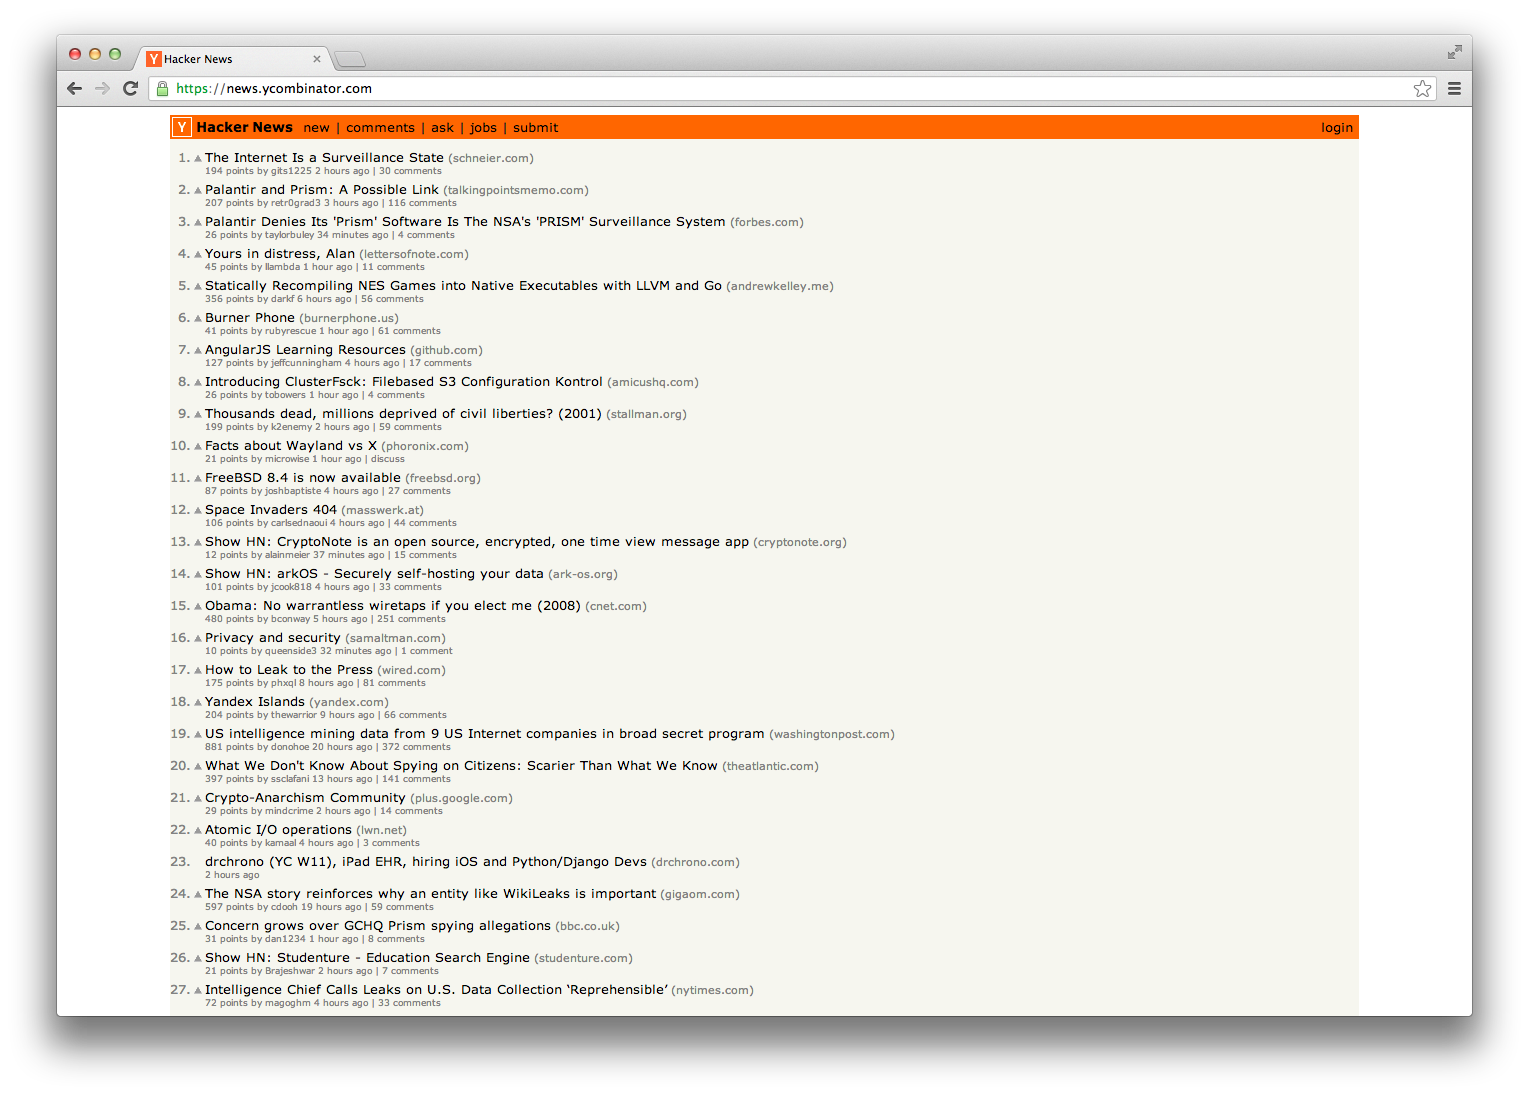 Hacker News
https://news.ycombinator.com
Y Hacker News new | comments | ask | jobs | submit login
1. The Internet Is a Surveillance State (schneier.com)
194 points by gits1225 2 hours ago | 30 comments
2. Palantir and Prism: A Possible Link (talkingpointsmemo.com)
207 points by retr0grad3 3 hours ago | 116 comments
3. Palantir Denies Its 'Prism' Software Is The NSA's 'PRISM' Surveillance System (forbes.com)
26 points by taylorbuley 34 minutes ago | 4 comments
4. Yours in distress, Alan (lettersofnote.com)
45 points by llambda 1 hour ago | 11 comments
5. Statically Recompiling NES Games into Native Executables with LLVM and Go (andrewkelley.me)
356 points by darkf 6 hours ago | 56 comments
6. Burner Phone (burnerphone.us)
41 points by rubyrescue 1 hour ago | 61 comments
7. AngularJS Learning Resources (github.com)
127 points by jeffcunningham 4 hours ago | 17 comments
8. Introducing ClusterFsck: Filebased S3 Configuration Kontrol (amicushq.com)
26 points by tobowers 1 hour ago | 4 comments
9. Thousands dead, millions deprived of civil liberties? (2001) (stallman.org)
199 points by k2enemy 2 hours ago | 59 comments
10. Facts about Wayland vs X (phoronix.com)
21 points by microwise 1 hour ago | discuss
11. FreeBSD 8.4 is now available (freebsd.org)
87 points by joshbaptiste 4 hours ago | 27 comments
12. Space Invaders 404 (masswerk.at)
106 points by carlsednaoui 4 hours ago | 44 comments
13. Show HN: CryptoNote is an open source, encrypted, one time view message app (cryptonote.org)
12 points by alainmeier 37 minutes ago | 15 comments
14. Show HN: arkOS - Securely self-hosting your data (ark-os.org)
101 points by jcook818 4 hours ago | 33 comments
15. Obama: No warrantless wiretaps if you elect me (2008) (cnet.com)
480 points by bconway 5 hours ago | 251 comments
16. Privacy and security (samaltman.com)
10 points by queenside3 32 minutes ago | 1 comment
17. How to Leak to the Press (wired.com)
175 points by phxql 8 hours ago | 81 comments
18. Yandex Islands (yandex.com)
204 points by thewarrior 9 hours ago | 66 comments
19. US intelligence mining data from 9 US Internet companies in broad secret program (washingtonpost.com)
881 points by donohoe 20 hours ago | 372 comments
20. What We Don't Know About Spying on Citizens: Scarier Than What We Know (theatlantic.com)
397 points by ssclafani 13 hours ago | 141 comments
21. Crypto-Anarchism Community (plus.google.com)
29 points by mindcrime 2 hours ago | 14 comments
22. Atomic I/O operations (lwn.net)
40 points by kamaal 4 hours ago | 3 comments
23. drchrono (YC W11), iPad EHR, hiring iOS and Python/Django Devs (drchrono.com)
2 hours ago
24. The NSA story reinforces why an entity like WikiLeaks is important (gigaom.com)
597 points by cdooh 19 hours ago | 59 comments
25. Concern grows over GCHQ Prism spying allegations (bbc.co.uk)
31 points by dan1234 1 hour ago | 8 comments
26. Show HN: Studenture - Education Search Engine (studenture.com)
21 points by Brajeshwar 2 hours ago | 7 comments
27. Intelligence Chief Calls Leaks on U.S. Data Collection ‘Reprehensible’ (nytimes.com)
72 points by magoghm 4 hours ago | 33 comments